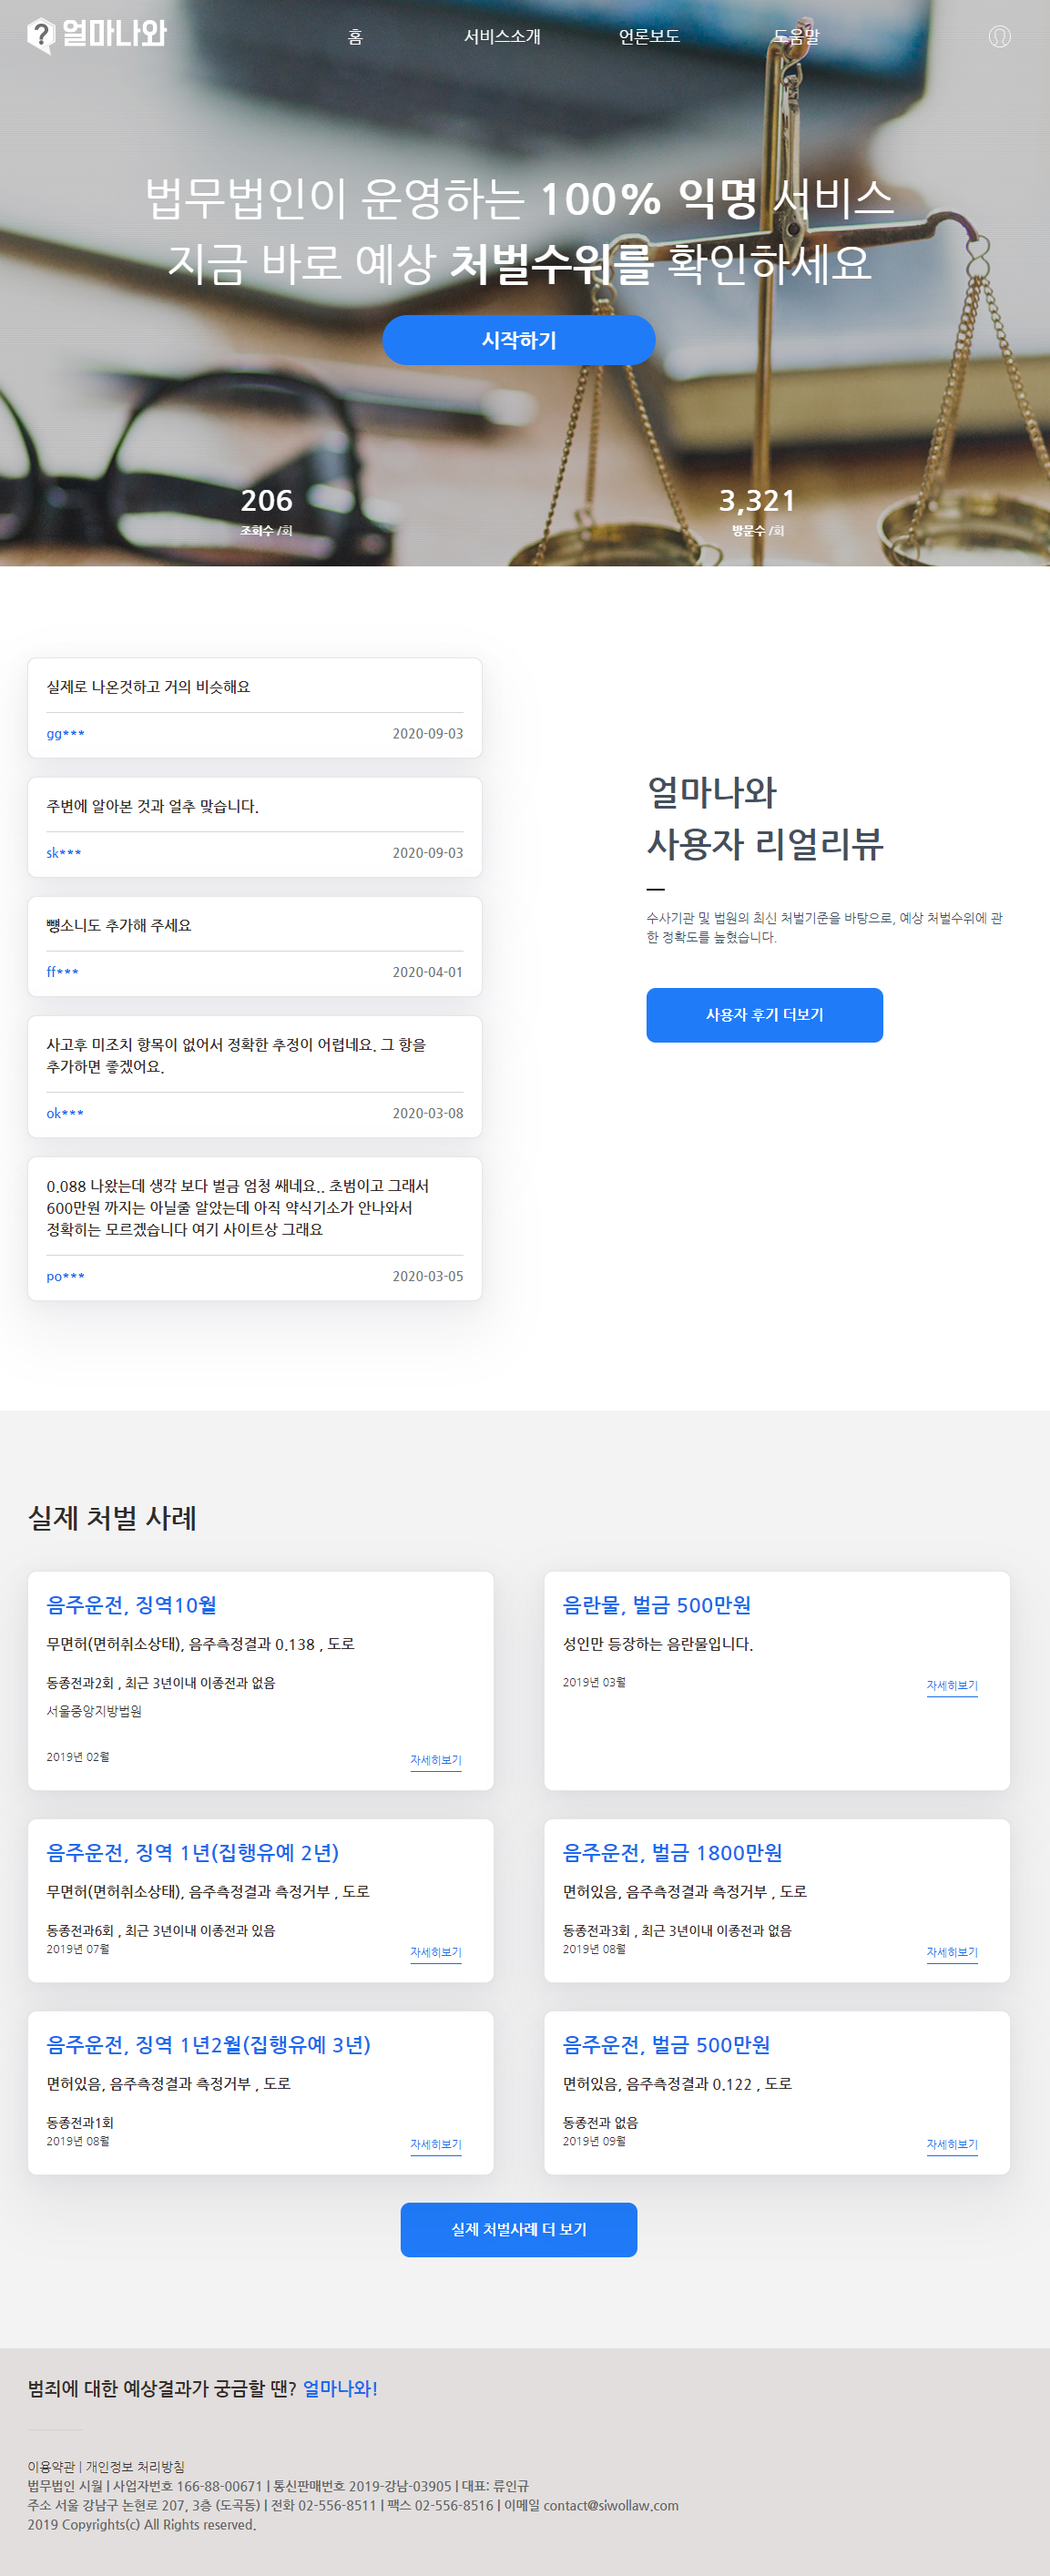 얼마나와
홈
서비스소개
언론보도
도움말
법무법인이 운영하는 100% 익명 서비스
지금 바로 예상 처벌수위를 확인하세요
시작하기
206
조회수 /회
3,321
방문수 /회
실제로 나온것하고 거의 비슷해요
gg***
2020-09-03
주변에 알아본 것과 얼추 맞습니다.
sk***
2020-09-03
뺑소니도 추가해 주세요
ff***
2020-04-01
사고후 미조치 항목이 없어서 정확한 추정이 어렵네요. 그 항을
추가하면 좋겠어요.
ok***
2020-03-08
0.088 나왔는데 생각 보다 벌금 엄청 쌔네요.. 초범이고 그래서
600만원 까지는 아닐줄 알았는데 아직 약식기소가 안나와서
정확히는 모르겠습니다 여기 사이트상 그래요
po***
2020-03-05
얼마나와
사용자 리얼리뷰
수사기관 및 법원의 최신 처벌기준을 바탕으로, 예상 처벌수위에 관
한 정확도를 높혔습니다.
사용자 후기 더보기
실제 처벌 사례
음주운전, 징역10월
무면허(면허취소상태), 음주측정결과 0.138 , 도로
동종전과2회 , 최근 3년이내 이종전과 없음
서울중앙지방법원
2019년 02월
자세히보기
음란물, 벌금 500만원
성인만 등장하는 음란물입니다.
2019년 03월
자세히보기
음주운전, 징역 1년(집행유예 2년)
무면허(면허취소상태), 음주측정결과 측정거부 , 도로
동종전과6회 , 최근 3년이내 이종전과 있음
2019년 07월
자세히보기
음주운전, 벌금 1800만원
면허있음, 음주측정결과 측정거부 , 도로
동종전과3회 , 최근 3년이내 이종전과 없음
2019년 08월
자세히보기
음주운전, 징역 1년2월(집행유예 3년)
면허있음, 음주측정결과 측정거부 , 도로
동종전과1회
2019년 08월
자세히보기
음주운전, 벌금 500만원
면허있음, 음주측정결과 0.122 , 도로
동종전과 없음
2019년 09월
자세히보기
실제 처벌사례 더 보기
범죄에 대한 예상결과가 궁금할 땐? 얼마나와!
이용약관 | 개인정보 처리방침
법무법인 시월 | 사업자번호 166-88-00671 | 통신판매번호 2019-강남-03905 | 대표: 류인규
주소 서울 강남구 논현로 207, 3층 (도곡동) | 전화 02-556-8511 | 팩스 02-556-8516 | 이메일 contact@siwollaw.com
2019 Copyrights(c) All Rights reserved.